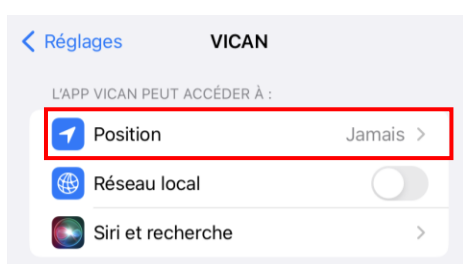 Réglages VICAN
L'APP VICAN PEUT ACCÉDER À :
Position Jamais
Réseau local
Siri et recherche